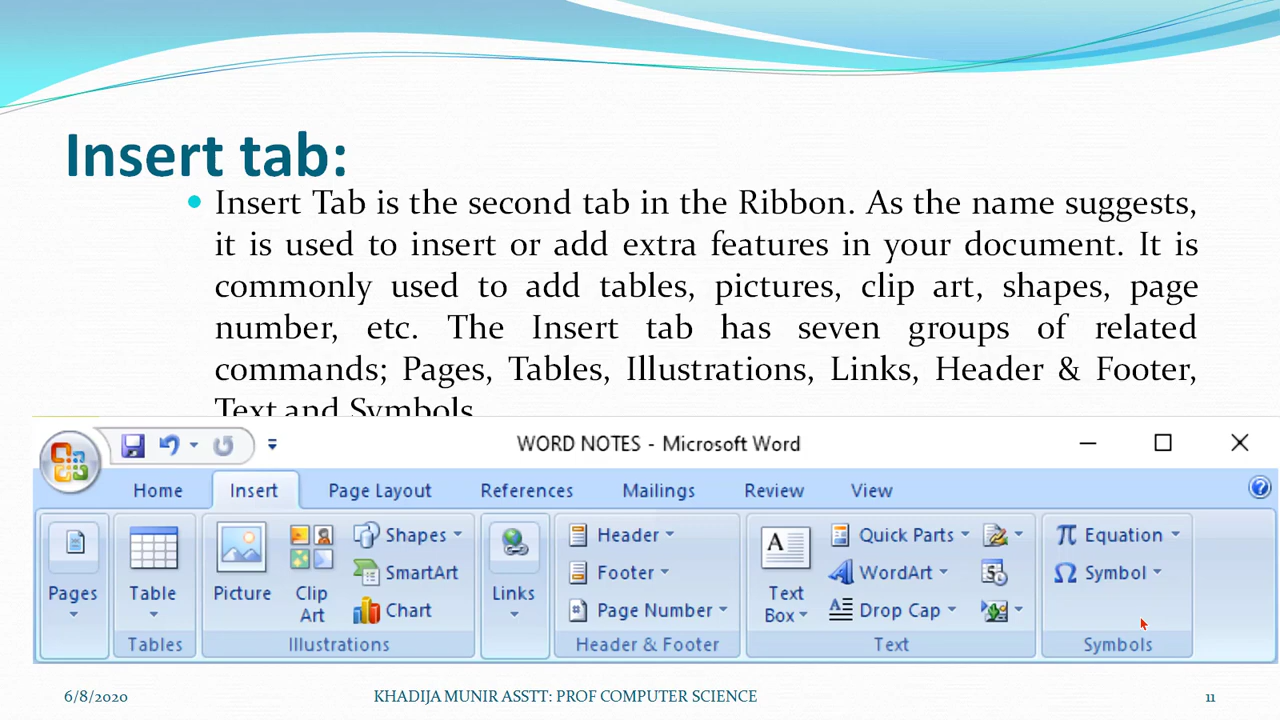 Insert tab:
Insert Tab is the second tab in the Ribbon. As the name suggests,
it is used to insert or add extra features in your document. It is
commonly used to add tables, pictures, clip art, shapes, page
number, etc. The Insert tab has seven groups of related
commands; Pages, Tables, Illustrations, Links, Header & Footer,
Text and Symbols
WORD NOTES - Microsoft Word
Home Insert Page Layout References Mailings Review View
Pages
Table
Tables
Picture
Clip
Art
Shapes
SmartArt
Chart
Illustrations
Links
Header
Footer
Page Number
Header & Footer
Text
Box
Quick Parts
WordArt
Drop Cap
Text
Equation
Symbol
Symbols
6/8/2020 KHADIJA MUNIR ASSTT: PROF COMPUTER SCIENCE 11